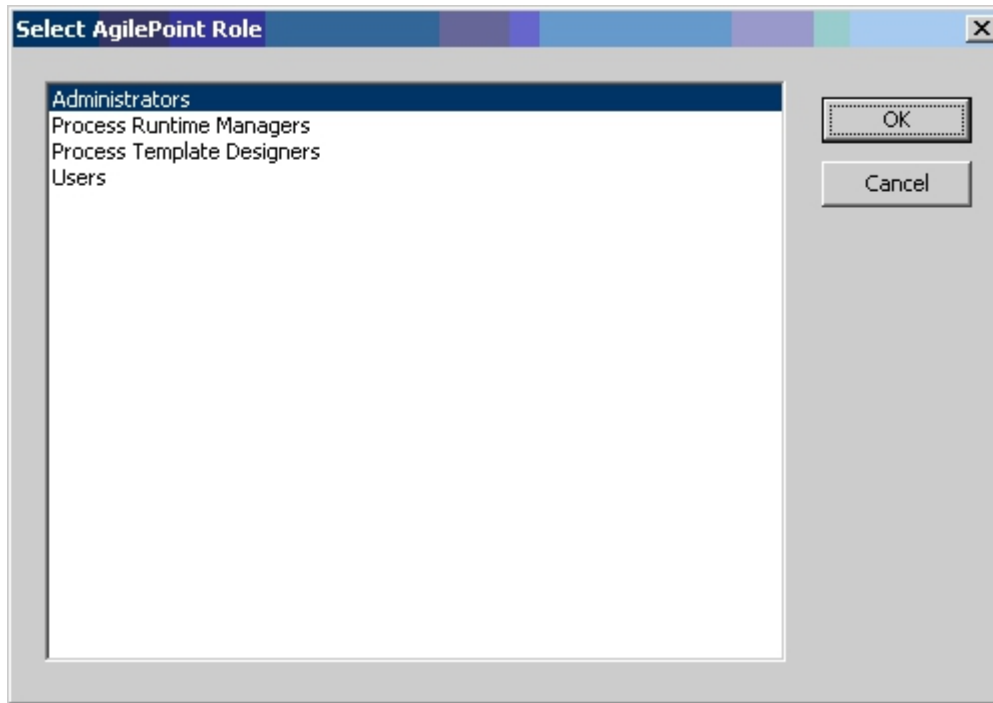 Select AgilePoint Role
Administrators
Process Runtime Managers
Process Template Designers
Users
OK
Cancel